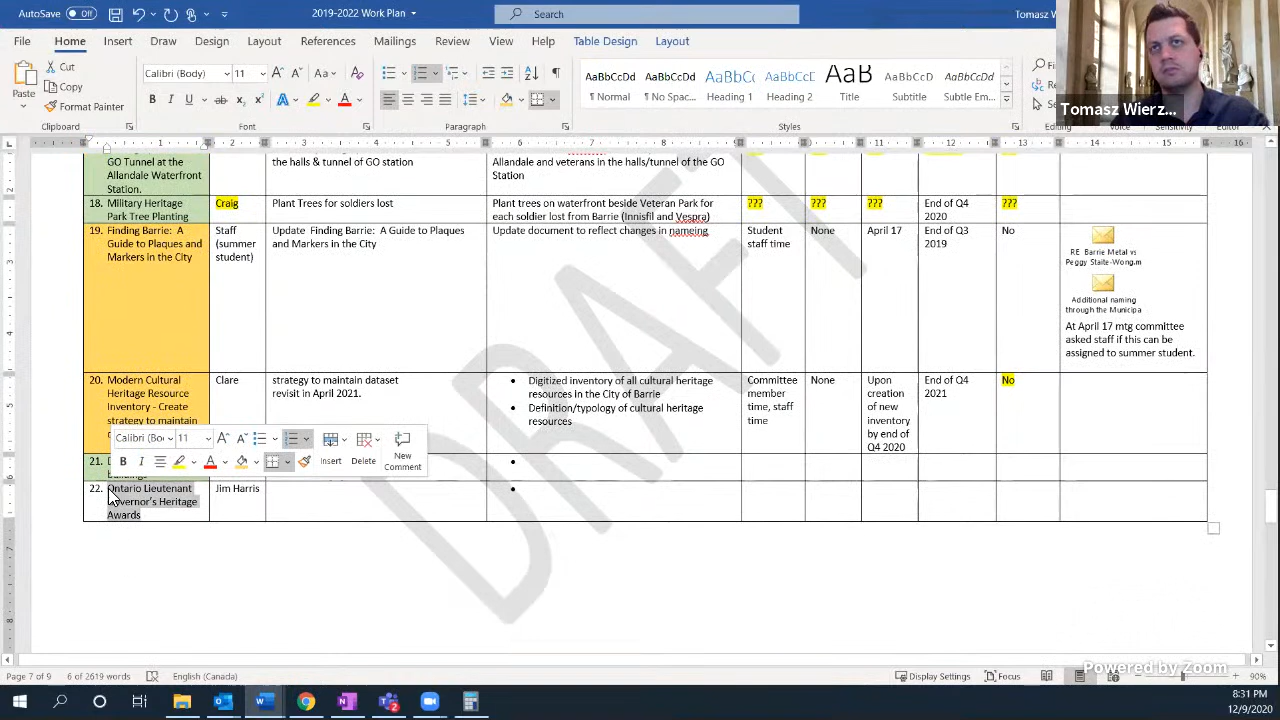 AutoSave Off 2019-2022 Work Plan Search Tomasz
File Home Insert Draw Design Layout References Mailings Review View Help Table Design Layout
Cut
Copy
Format Painter
Paste
Calibri (Body) 11
AaBbCcDd AaBbCcDd AaBbCcDd AaBbCcDd AaB AaBbCcDd AaBbCcDd
¶ Normal ¶ No Spac... Heading 1 Heading 2 Title Subtitle Subtle Em...
Tomasz Wierz...
Clipboard Font Paragraph Styles Editing Voice Sensitivity Editor
GO Tunnel at the
Allandale Waterfront
Station.
the halls & tunnel of GO station
Allandale and veterans in the halls/tunnel of the GO
Station
18. Military Heritage
Park Tree Planting
Craig
Plant Trees for soldiers lost
Plant trees on waterfront beside Veteran Park for
each soldier lost from Barrie (Innisfil and Vespra)
???
???
???
End of Q4
2020
???
19. Finding Barrie: A
Guide to Plaques and
Markers in the City
Staff
(summer
student)
Update Finding Barrie: A Guide to Plaques
and Markers in the City
Update document to reflect changes in nameing
Student
staff time
None
April 17
End of Q3
2019
No
RE Barrie Metal vs
Peggy Slaite-Wong.m
Additional naming
through the Municipa
At April 17 mtg committee
asked staff if this can be
assigned to summer student.
20. Modern Cultural
Heritage Resource
Inventory - Create
strategy to maintain
Clare
strategy to maintain dataset
revisit in April 2021.
• Digitized inventory of all cultural heritage
resources in the City of Barrie
• Definition/typology of cultural heritage
resources
Committee
member
time, staff
time
None
Upon
creation
of new
inventory
by end of
Q4 2020
End of Q4
2021
No
Calibri (Boc 11
Insert Delete New
Comment
21.
22. Ontario Lieutenant
Governor's Heritage
Awards
Jim Harris
DRAFT
Powered by Zoom
Page 7 of 9 6 of 2619 words English (Canada) Display Settings Focus 90%
8:31 PM
12/9/2020